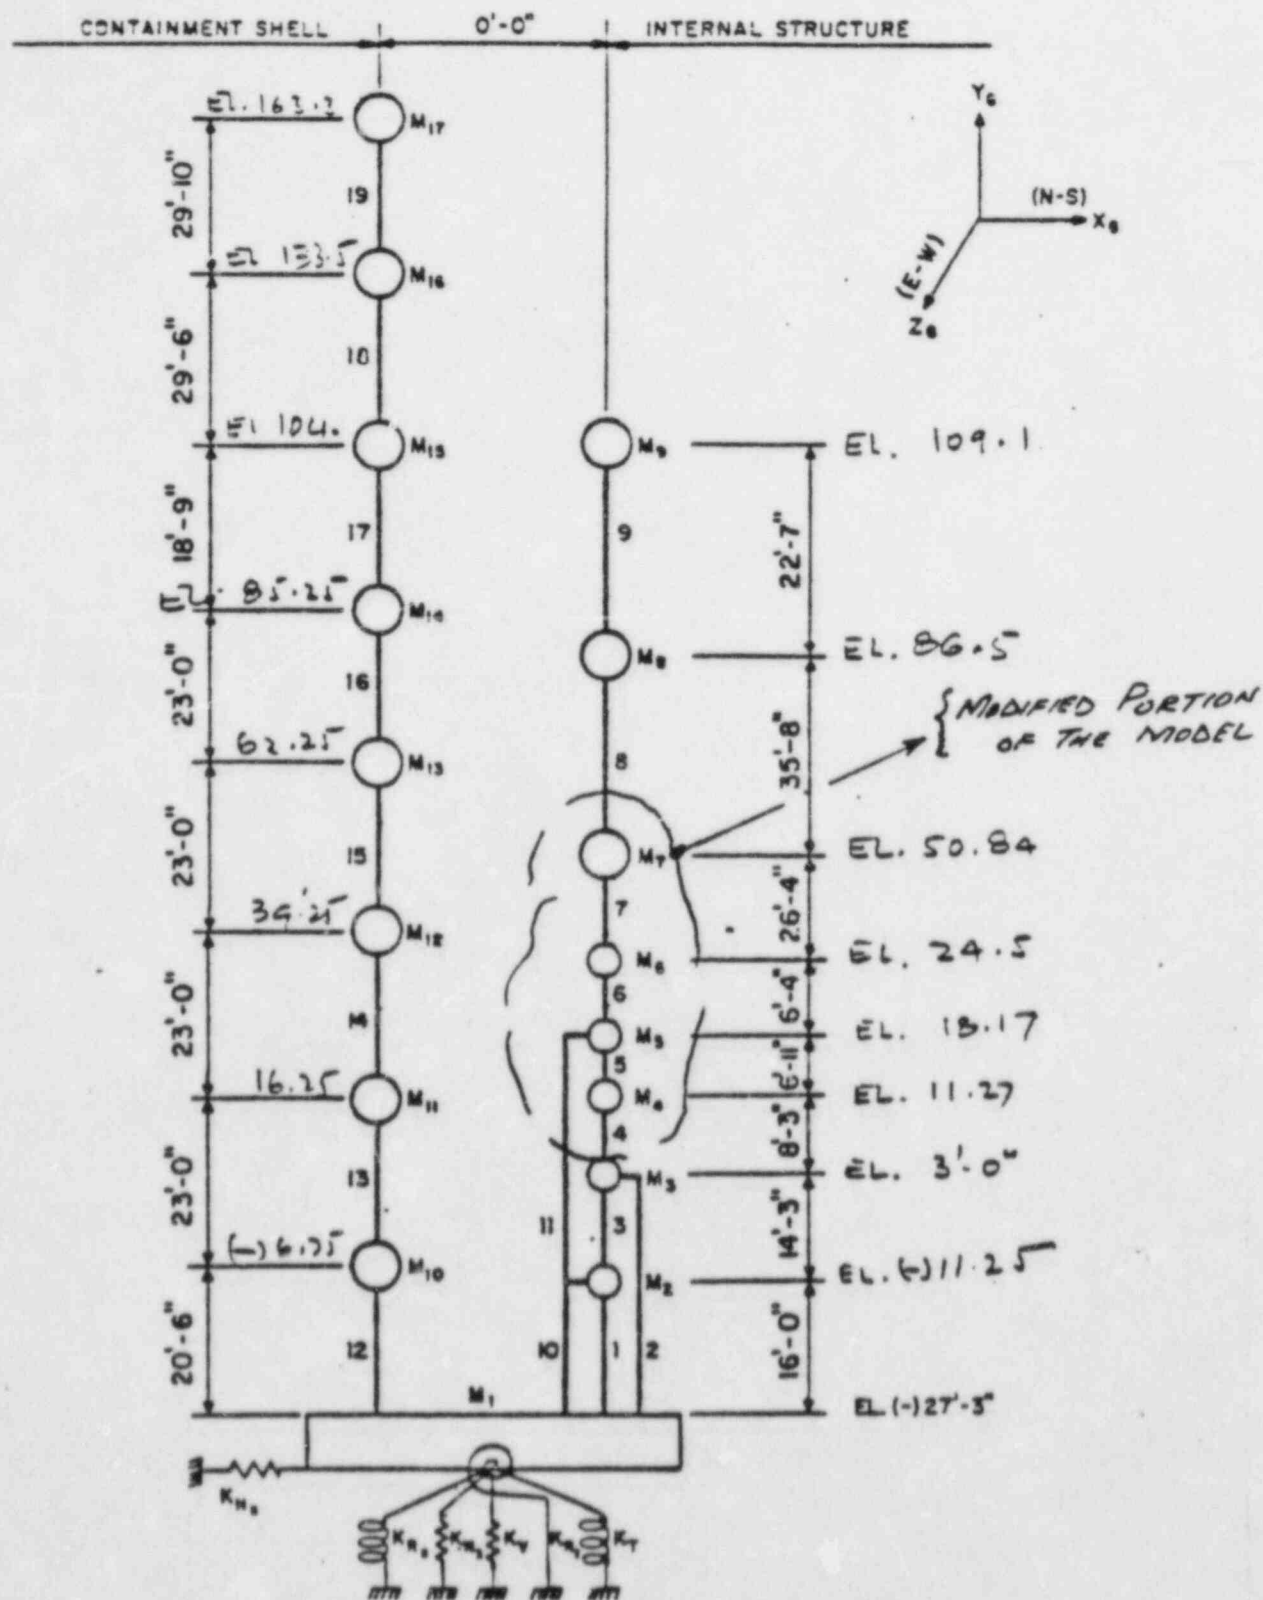 CONTAINMENT SHELL
0'-0"
INTERNAL STRUCTURE
El. 163.3
M17
29'-10"
19
El 133.5
M16
29'-6"
18
El 104.
M15
18'-9"
17
El. 85.25
M14
23'-0"
16
62.25
M13
23'-0"
15
39.25
M12
23'-0"
14
16.25
M11
23'-0"
13
(-) 6.75
M10
20'-6"
12
YG
(N-S)
XG
(E-W)
ZG
M9
EL. 109.1
9
22'-7"
M8
EL. 86.5
{ MODIFIED PORTION
OF THE MODEL
8
35'-8"
M7
EL. 50.84
7
26'-4"
M6
EL. 24.5
6
6'-4"
M5
EL. 18.17
5
6'-11"
M4
EL. 11.27
4
8'-3"
M3
EL. 3'-0"
11
3
14'-3"
M2
EL. (-) 11.25
10
1
2
16'-0"
M1
EL (-) 27'-3"
KV
KT